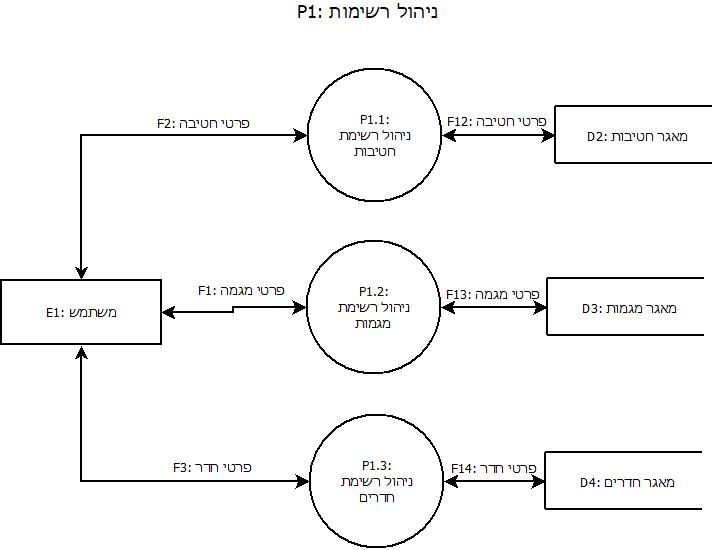 P1: ניהול רשימות
P1.1:
ניהול רשימת
חטיבות
F2: פרטי חטיבה
F12: פרטי חטיבה
D2: מאגר חטיבות
P1.2:
ניהול רשימת
מגמות
F1: פרטי מגמה
F13: פרטי מגמה
D3: מאגר מגמות
E1: משתמש
P1.3:
ניהול רשימת
חדרים
F3: פרטי חדר
F14: פרטי חדר
D4: מאגר חדרים